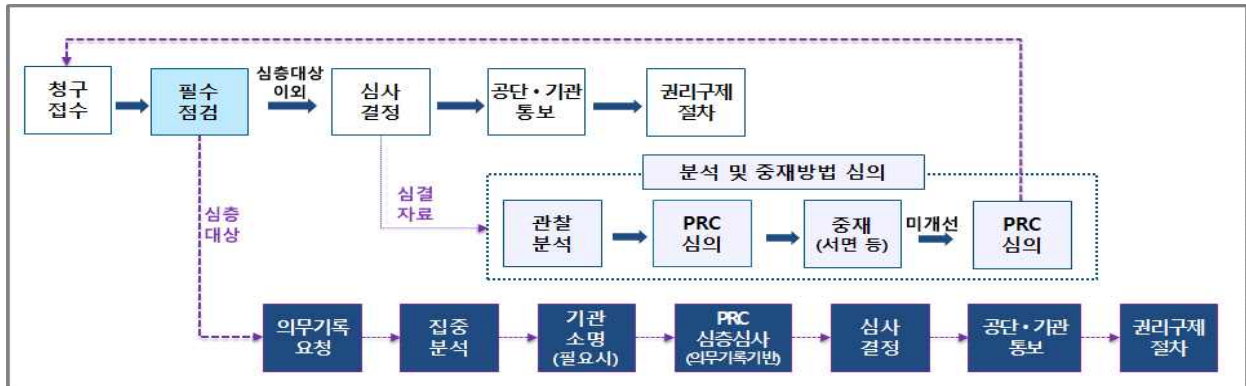 청구
접수
필수
점검
심층대상
이외
심사
결정
공단·기관
통보
권리구제
절차
심층
대상
심결
자료
분석 및 중재방법 심의
관찰
분석
PRC
심의
중재
(서면 등)
미개선
PRC
심의
의무기록
요청
집중
분석
기관
소명
(필요시)
PRC
심층심사
(의무기록기반)
심사
결정
공단·기관
통보
권리구제
절차